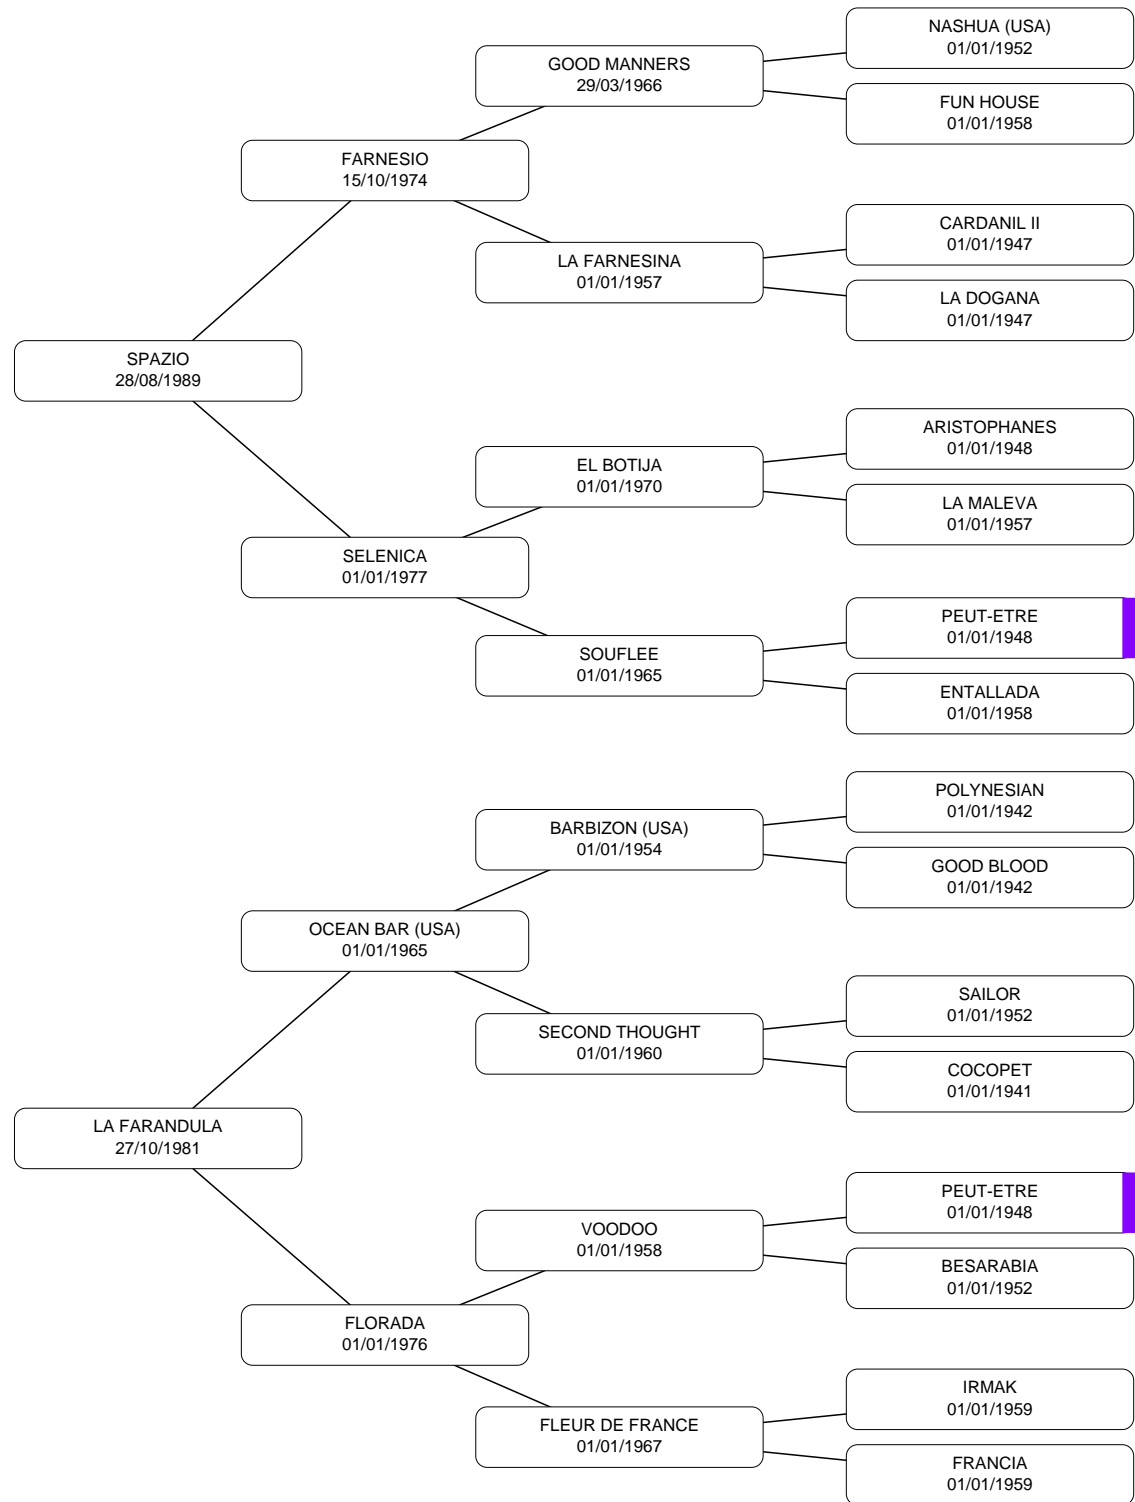 NASHUA (USA)
01/01/1952
GOOD MANNERS
29/03/1966
FUN HOUSE
01/01/1958
FARNESIO
15/10/1974
CARDANIL II
01/01/1947
LA FARNESINA
01/01/1957
LA DOGANA
01/01/1947
SPAZIO
28/08/1989
ARISTOPHANES
01/01/1948
EL BOTIJA
01/01/1970
LA MALEVA
01/01/1957
SELENICA
01/01/1977
PEUT-ETRE
01/01/1948
SOUFLEE
01/01/1965
ENTALLADA
01/01/1958
POLYNESIAN
01/01/1942
BARBIZON (USA)
01/01/1954
GOOD BLOOD
01/01/1942
OCEAN BAR (USA)
01/01/1965
SAILOR
01/01/1952
SECOND THOUGHT
01/01/1960
COCOPET
01/01/1941
LA FARANDULA
27/10/1981
PEUT-ETRE
01/01/1948
VOODOO
01/01/1958
BESARABIA
01/01/1952
FLORADA
01/01/1976
IRMAK
01/01/1959
FLEUR DE FRANCE
01/01/1967
FRANCIA
01/01/1959